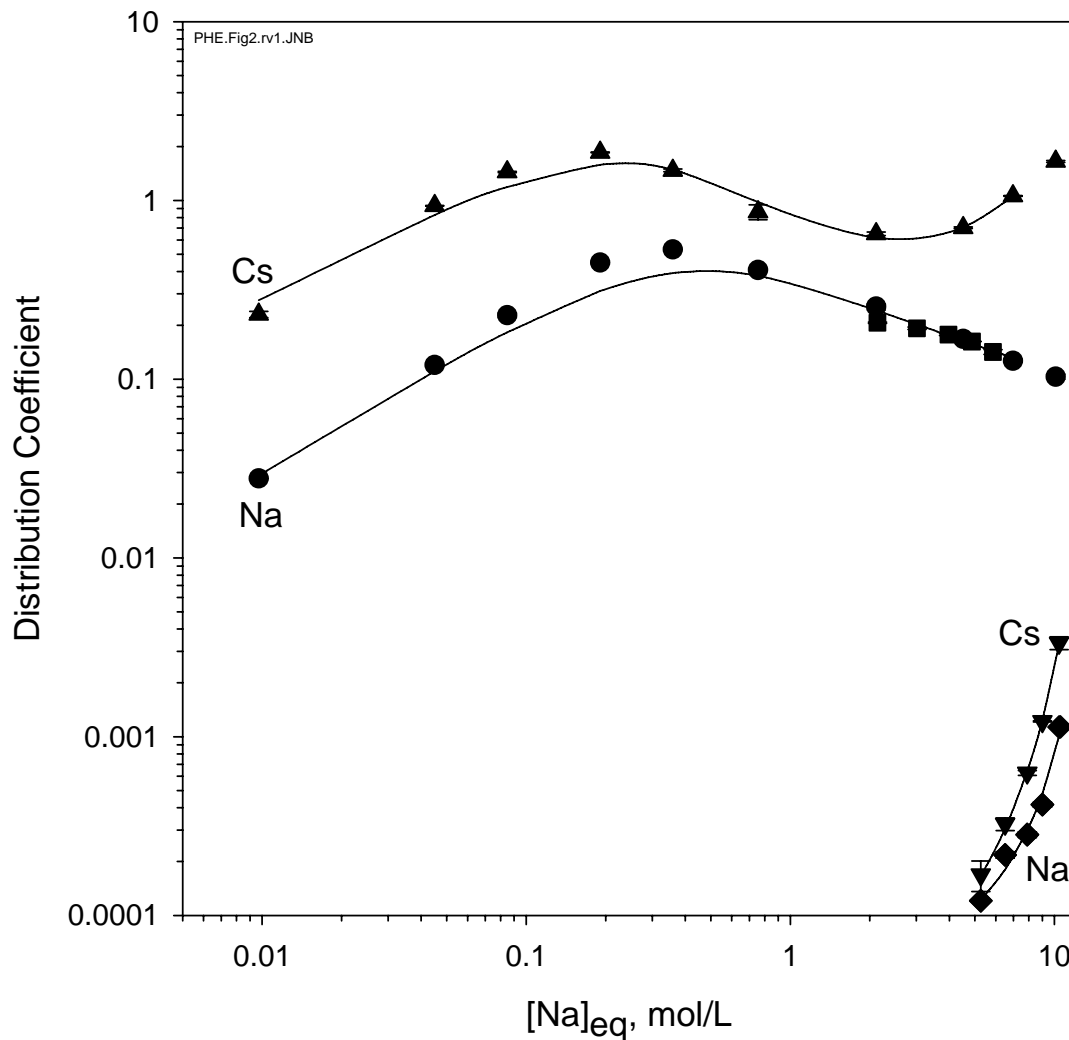 PHE.Fig2.rv1.JNB
10
1
0.1
0.01
0.001
0.0001
Distribution Coefficient
Cs
Na
Cs
Na
0.01
0.1
1
10
[Na]eq, mol/L